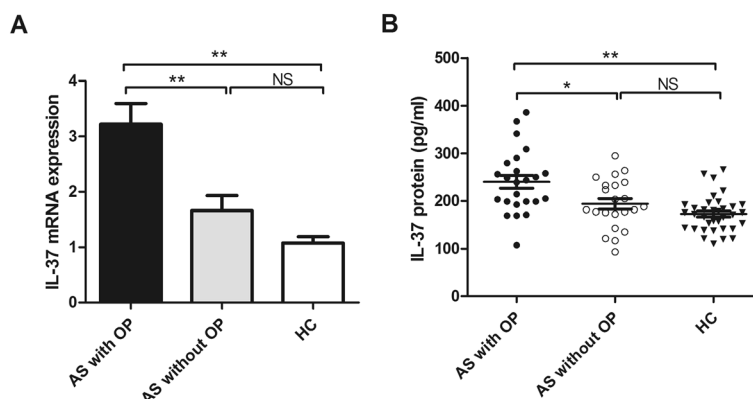 A
IL-37 mRNA expression
4
3
2
1
0
**
**
NS
AS with OP
AS without OP
HC
B
IL-37 protein (pg/ml)
500
400
300
200
100
0
**
*
NS
AS with OP
AS without OP
HC